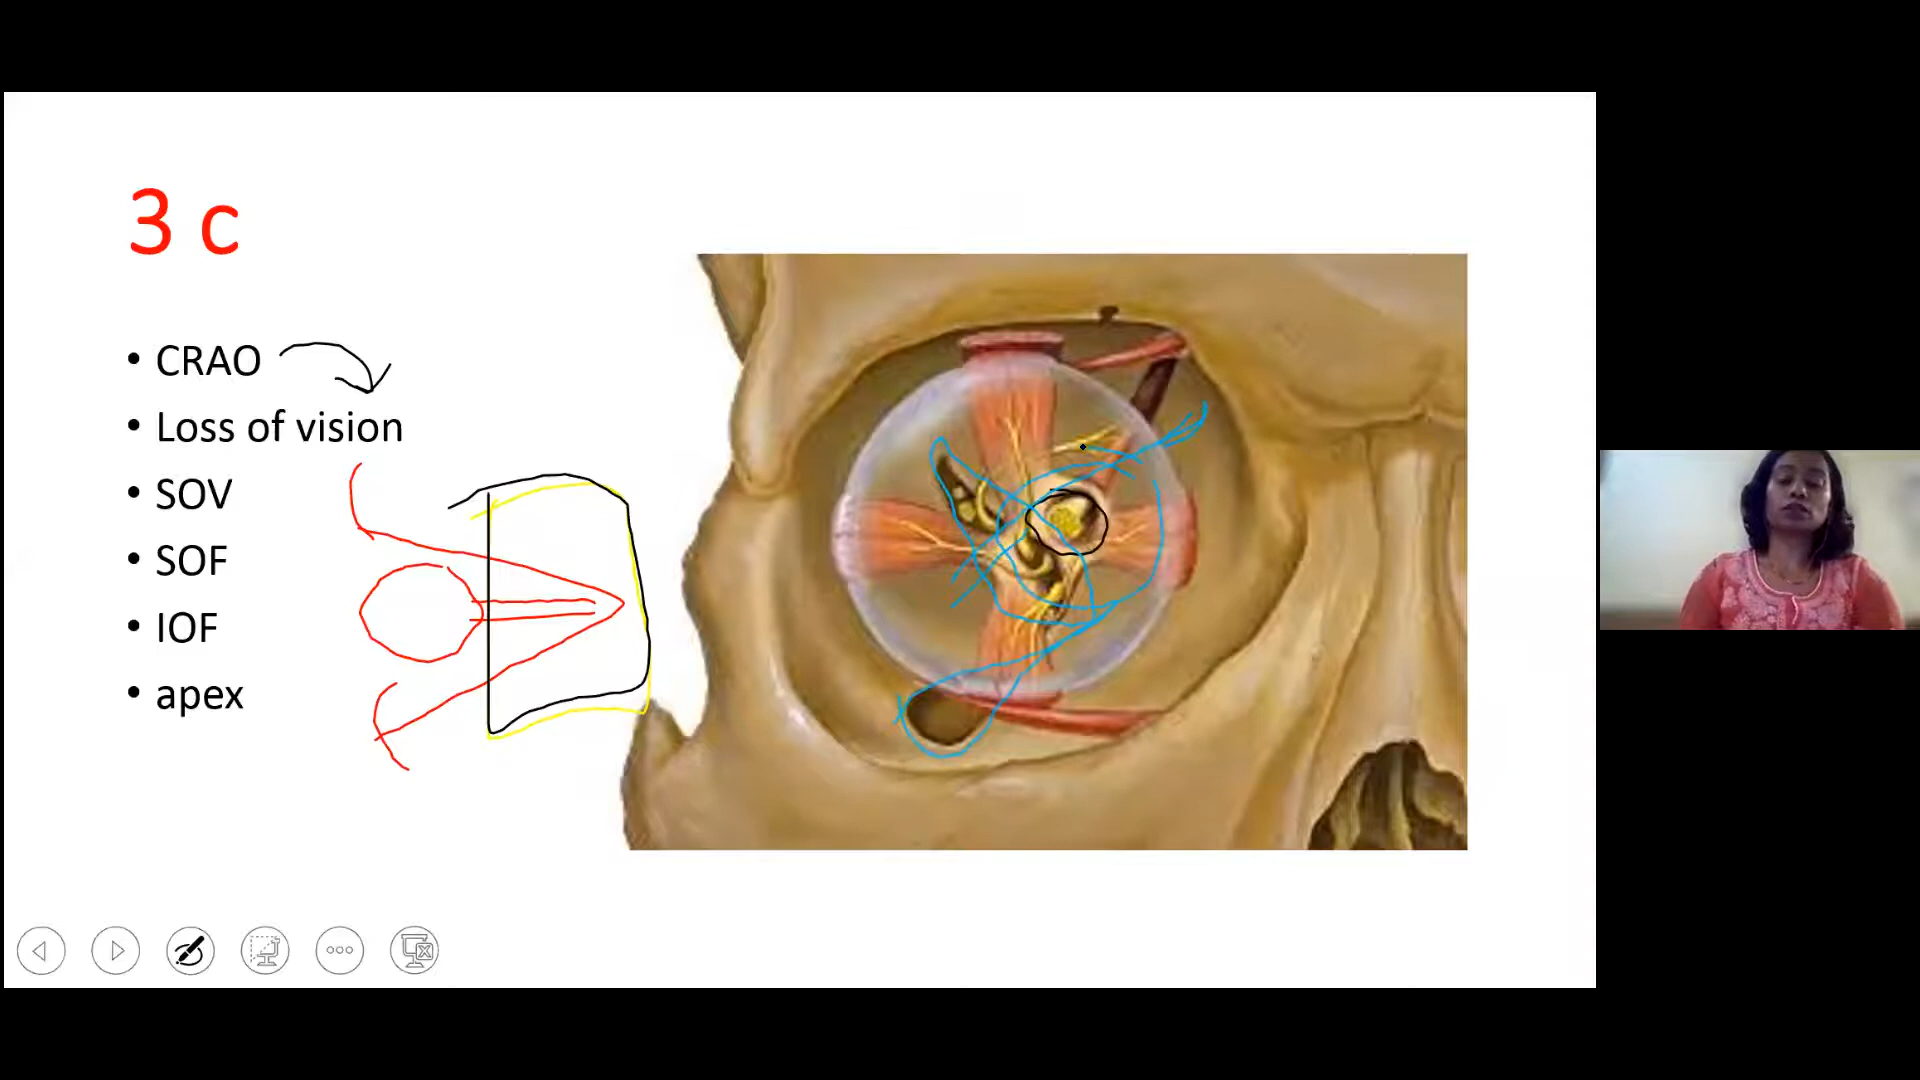 3 c
• CRAO
• Loss of vision
• SOV
• SOF
• IOF
• apex